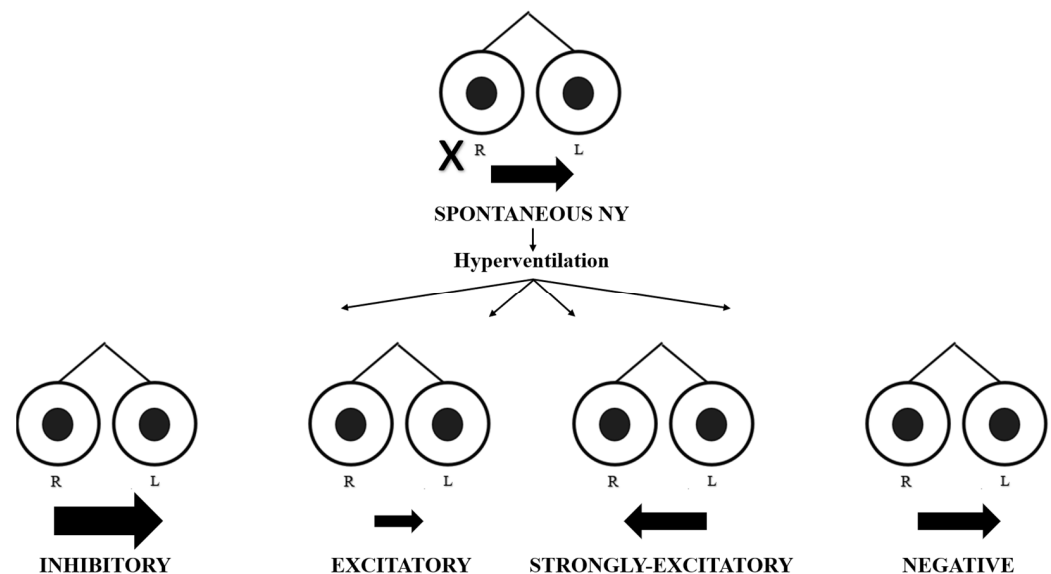 X R L
SPONTANEOUS NY
Hyperventilation
R L R L R L R L
INHIBITORY EXCITATORY STRONGLY-EXCITATORY NEGATIVE